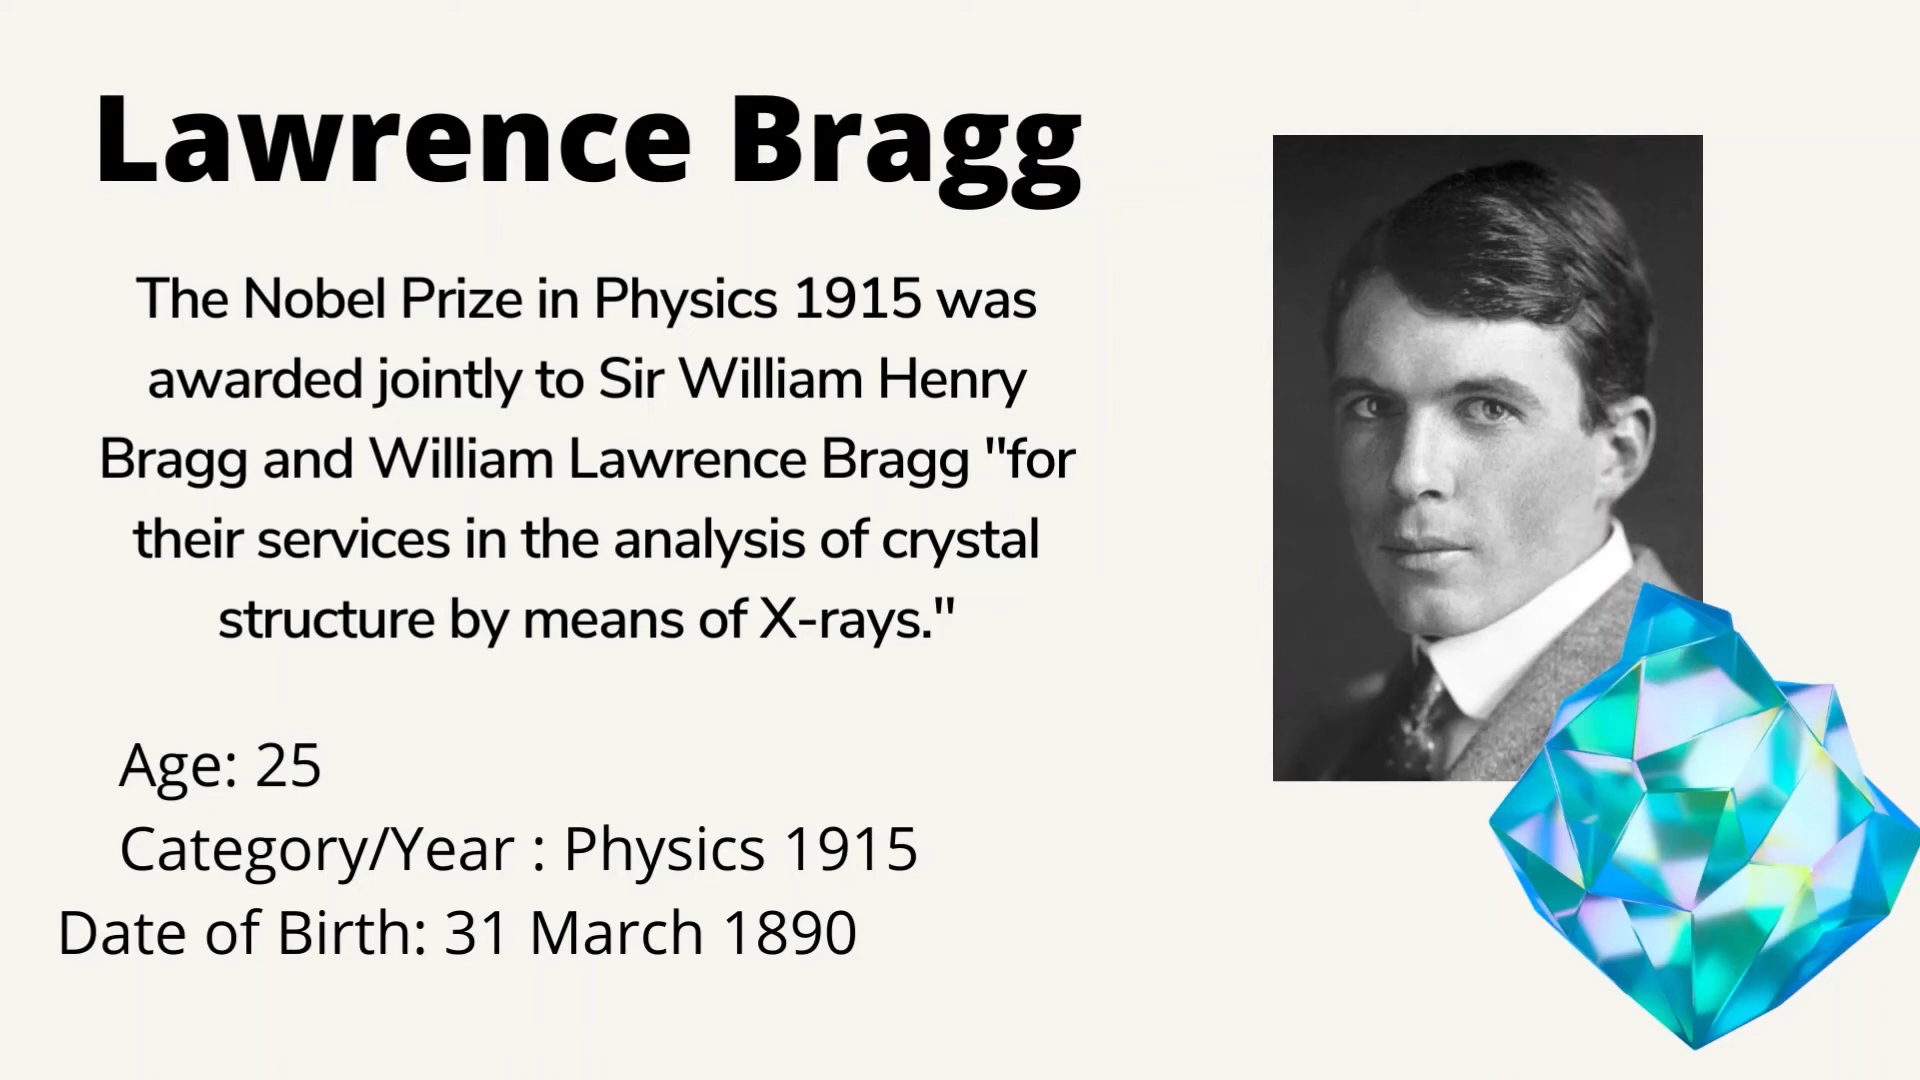 Lawrence Bragg
The Nobel Prize in Physics 1915 was
awarded jointly to Sir William Henry
Bragg and William Lawrence Bragg "for
their services in the analysis of crystal
structure by means of X-rays."
Age: 25
Category/Year : Physics 1915
Date of Birth: 31 March 1890